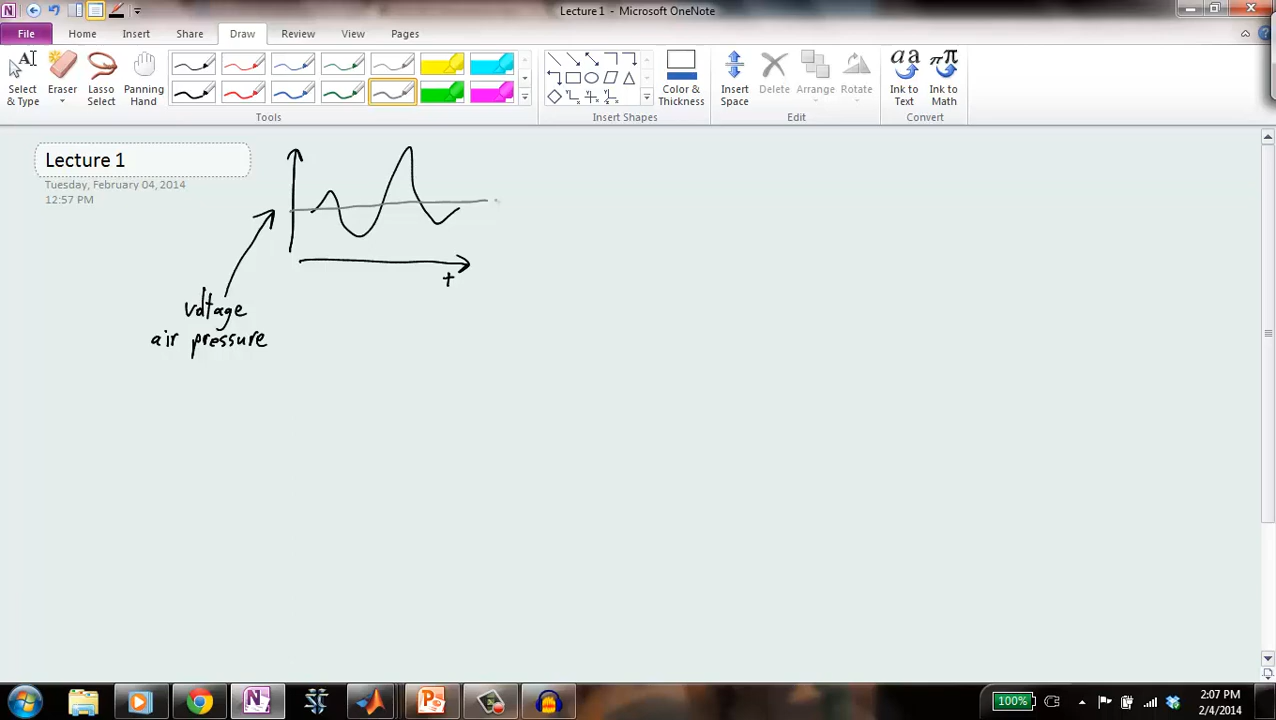 Lecture 1 - Microsoft OneNote
File Home Insert Share Draw Review View Pages
Select & Type
Eraser
Lasso Select
Panning Hand
Color & Thickness
Insert Space
Delete
Arrange
Rotate
Ink to Text
Ink to Math
Tools
Insert Shapes
Edit
Convert
Lecture 1
Tuesday, February 04, 2014
12:57 PM
t
voltage
air pressure
100%
2:07 PM
2/4/2014